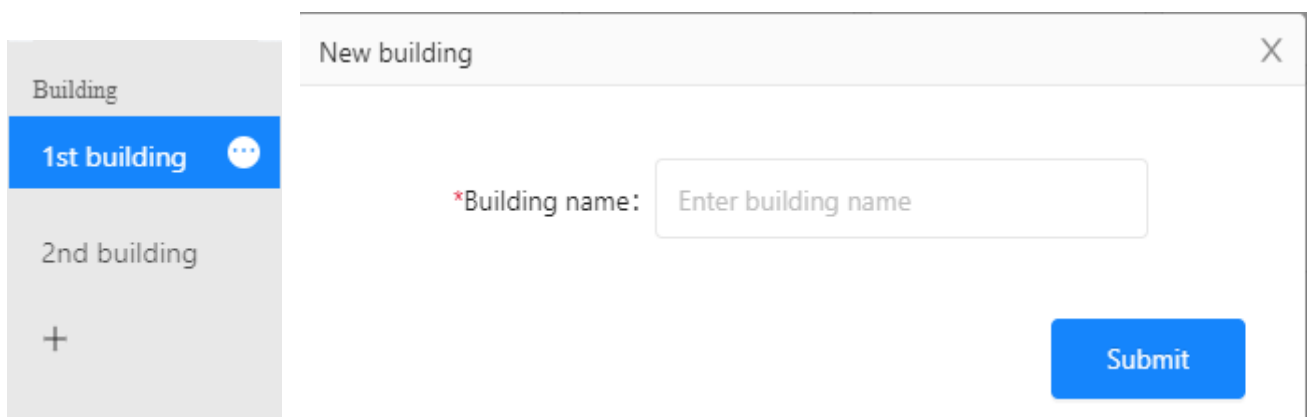 Building
1st building
2nd building
+
New building
X
*Building name:
Enter building name
Submit